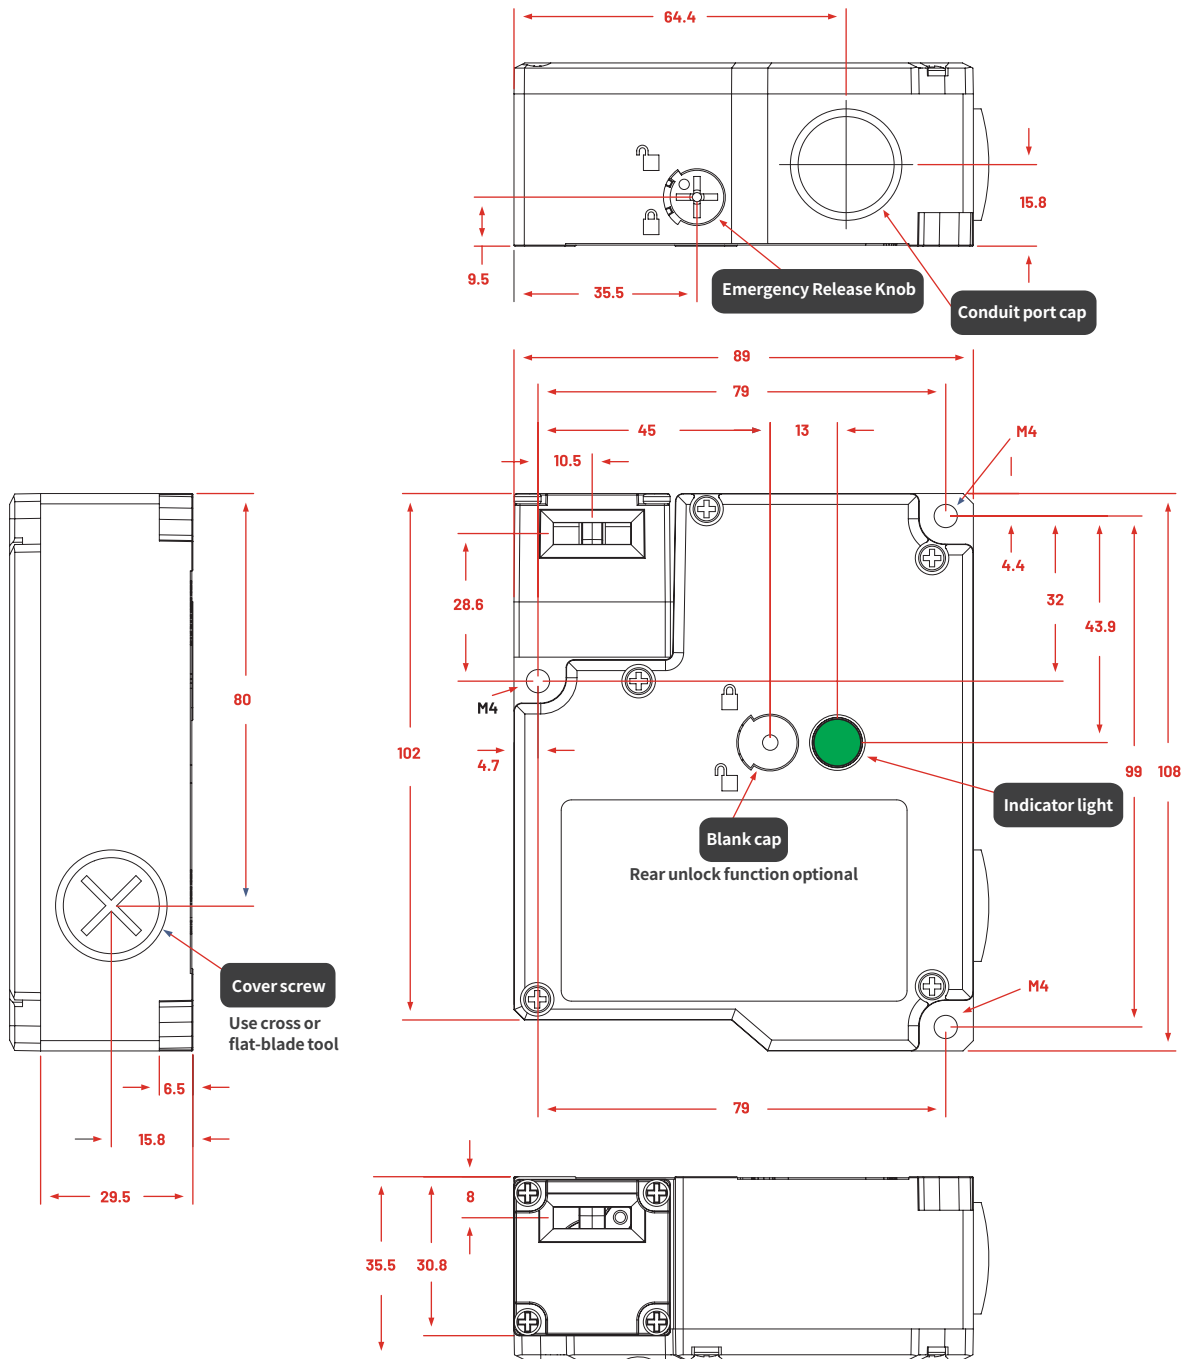 64.4
15.8
9.5
35.5
Emergency Release Knob
Conduit port cap
89
79
45
13
M4
10.5
4.4
28.6
32
43.9
80
M4
102
4.7
99
108
Indicator light
Blank cap
Rear unlock function optional
Cover screw
Use cross or
flat-blade tool
M4
6.5
79
15.8
29.5
8
35.5
30.8